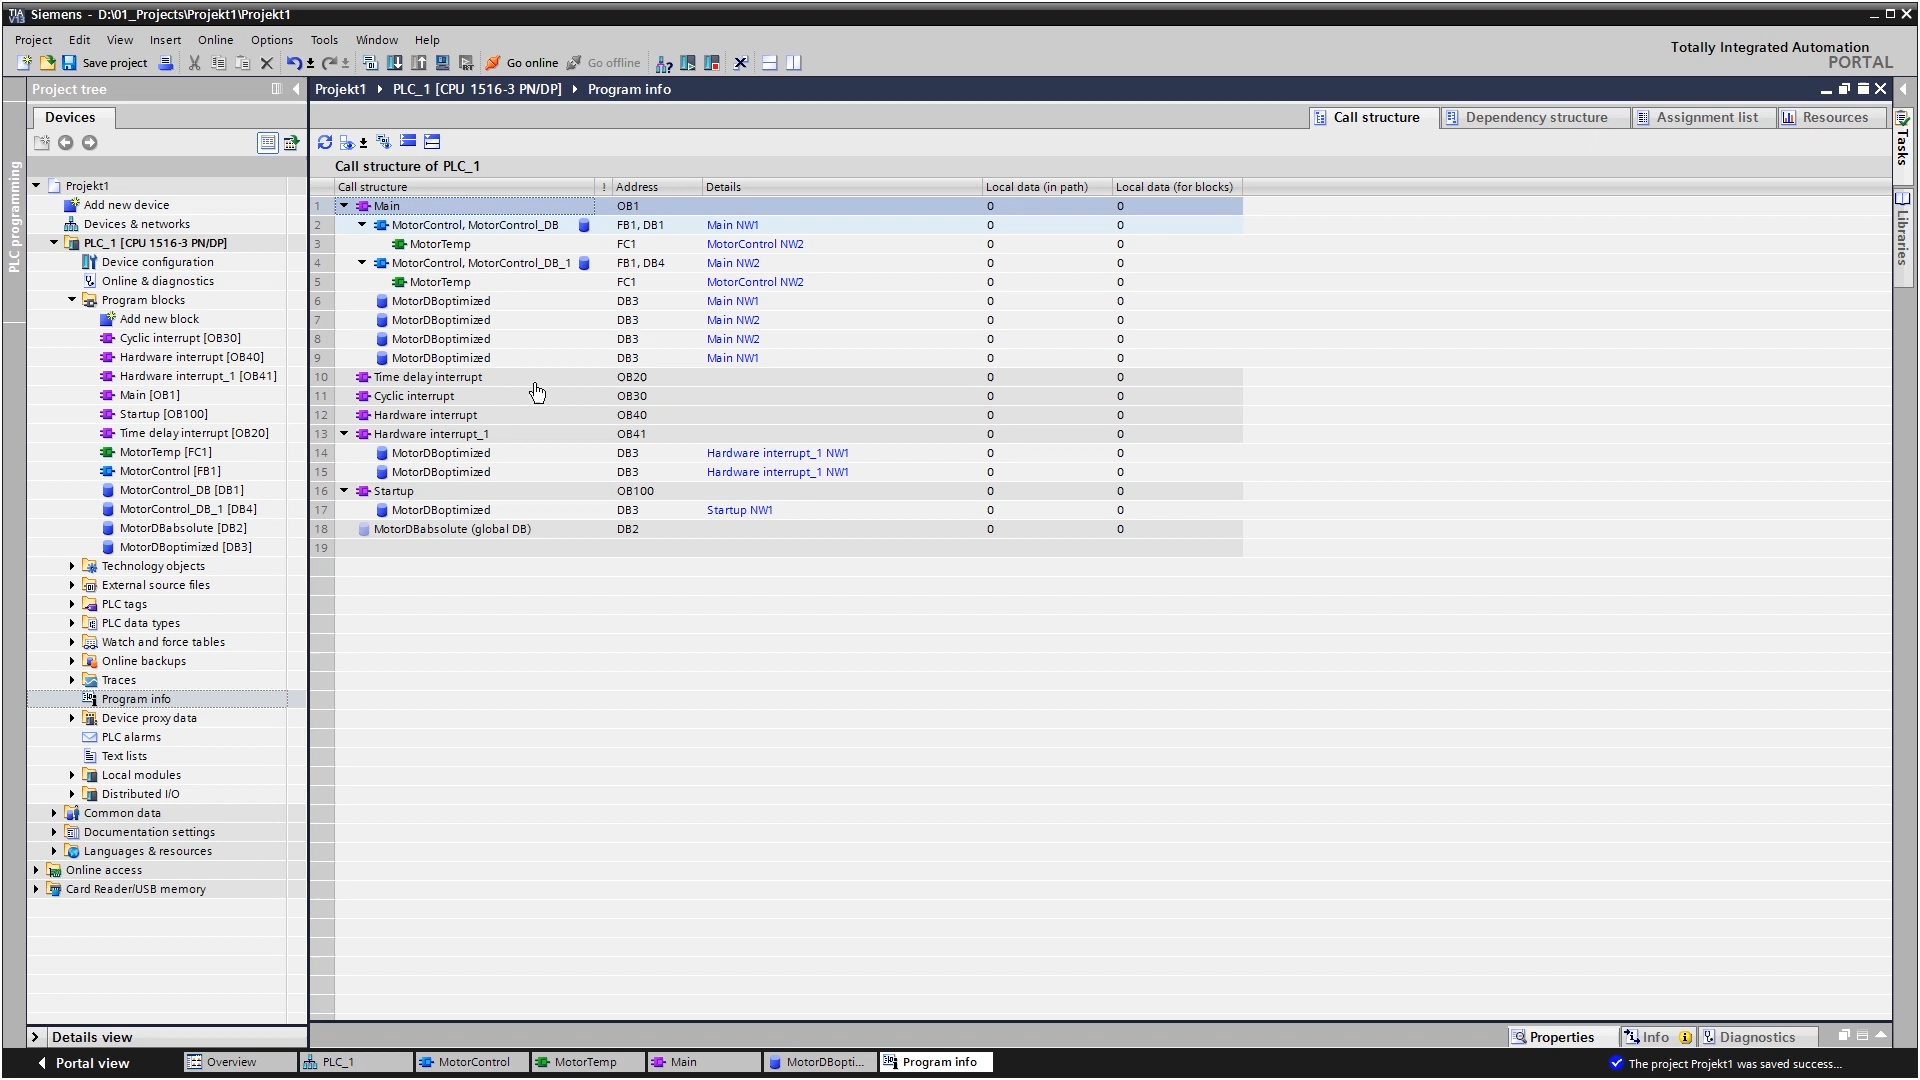 TIA V13 Siemens - D:\01_Projects\Projekt1\Projekt1
Project Edit View Insert Online Options Tools Window Help
Totally Integrated Automation
PORTAL
Save project Go online Go offline
Project tree
Projekt1 PLC_1 [CPU 1516-3 PN/DP] Program info
Devices
Call structure Dependency structure Assignment list Resources
PLC programming
Tasks
Libraries
Projekt1
Add new device
Devices & networks
PLC_1 [CPU 1516-3 PN/DP]
Device configuration
Online & diagnostics
Program blocks
Add new block
Cyclic interrupt [OB30]
Hardware interrupt [OB40]
Hardware interrupt_1 [OB41]
Main [OB1]
Startup [OB100]
Time delay interrupt [OB20]
MotorTemp [FC1]
MotorControl [FB1]
MotorControl_DB [DB1]
MotorControl_DB_1 [DB4]
MotorDBabsolute [DB2]
MotorDBoptimized [DB3]
Technology objects
External source files
PLC tags
PLC data types
Watch and force tables
Online backups
Traces
Program info
Device proxy data
PLC alarms
Text lists
Local modules
Distributed I/O
Common data
Documentation settings
Languages & resources
Online access
Card Reader/USB memory
Call structure of PLC_1
Call structure ! Address Details Local data (in path) Local data (for blocks)
1 Main OB1 0 0
2 MotorControl, MotorControl_DB FB1, DB1 Main NW1 0 0
3 MotorTemp FC1 MotorControl NW2 0 0
4 MotorControl, MotorControl_DB_1 FB1, DB4 Main NW2 0 0
5 MotorTemp FC1 MotorControl NW2 0 0
6 MotorDBoptimized DB3 Main NW1 0 0
7 MotorDBoptimized DB3 Main NW2 0 0
8 MotorDBoptimized DB3 Main NW2 0 0
9 MotorDBoptimized DB3 Main NW1 0 0
10 Time delay interrupt OB20 0 0
11 Cyclic interrupt OB30 0 0
12 Hardware interrupt OB40 0 0
13 Hardware interrupt_1 OB41 0 0
14 MotorDBoptimized DB3 Hardware interrupt_1 NW1 0 0
15 MotorDBoptimized DB3 Hardware interrupt_1 NW1 0 0
16 Startup OB100 0 0
17 MotorDBoptimized DB3 Startup NW1 0 0
18 MotorDBabsolute (global DB) DB2 0 0
19
Details view
Properties Info Diagnostics
Portal view Overview PLC_1 MotorControl MotorTemp Main MotorDBopti... Program info
The project Projekt1 was saved success...